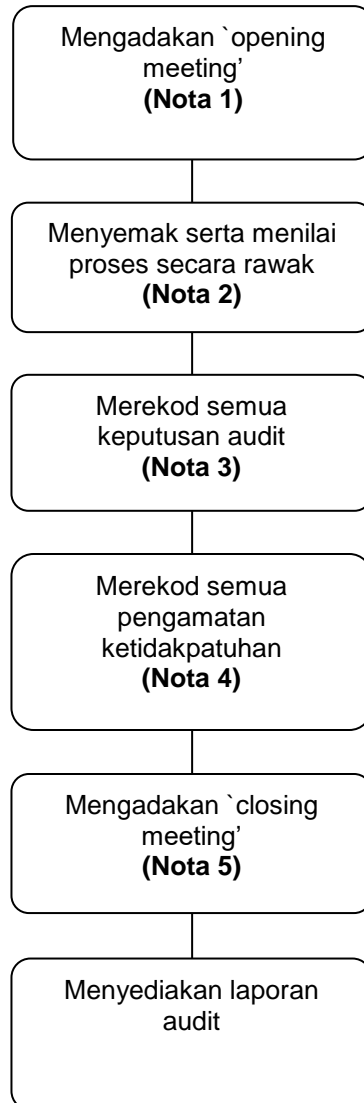 Mengadakan `opening
meeting’
(Nota 1)
Menyemak serta menilai
proses secara rawak
(Nota 2)
Merekod semua
keputusan audit
(Nota 3)
Merekod semua
pengamatan
ketidakpatuhan
(Nota 4)
Mengadakan `closing
meeting’
(Nota 5)
Menyediakan laporan
audit